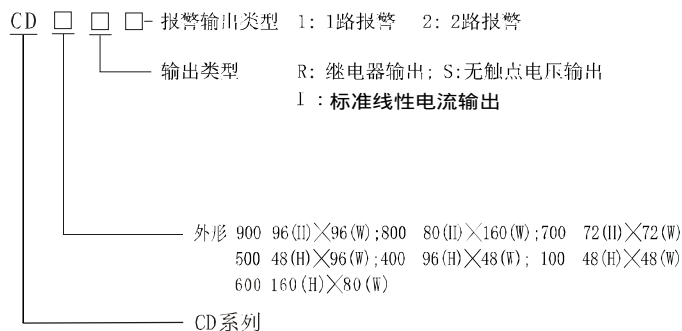 CD □ □ □- 报警输出类型 1: 1路报警 2: 2路报警
输出类型 R: 继电器输出; S:无触点电压输出
I :标准线性电流输出
外形 900 96(H)╳96(W);800 80(H)╳160(W);700 72(H)╳72(W)
500 48(H)╳96(W);400 96(H)╳48(W); 100 48(H)╳48(W)
600 160(H)╳80(W)
CD系列